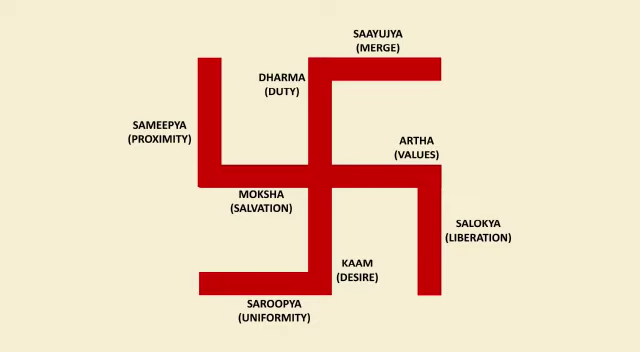 SAAYUJYA
(MERGE)
DHARMA
(DUTY)
SAMEEPYA
(PROXIMITY)
ARTHA
(VALUES)
MOKSHA
(SALVATION)
SALOKYA
(LIBERATION)
KAAM
(DESIRE)
SAROOPYA
(UNIFORMITY)